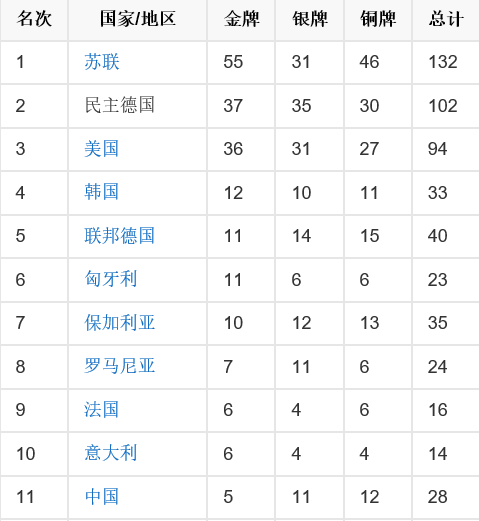 名次 国家/地区 金牌 银牌 铜牌 总计
1 苏联 55 31 46 132
2 民主德国 37 35 30 102
3 美国 36 31 27 94
4 韩国 12 10 11 33
5 联邦德国 11 14 15 40
6 匈牙利 11 6 6 23
7 保加利亚 10 12 13 35
8 罗马尼亚 7 11 6 24
9 法国 6 4 6 16
10 意大利 6 4 4 14
11 中国 5 11 12 28